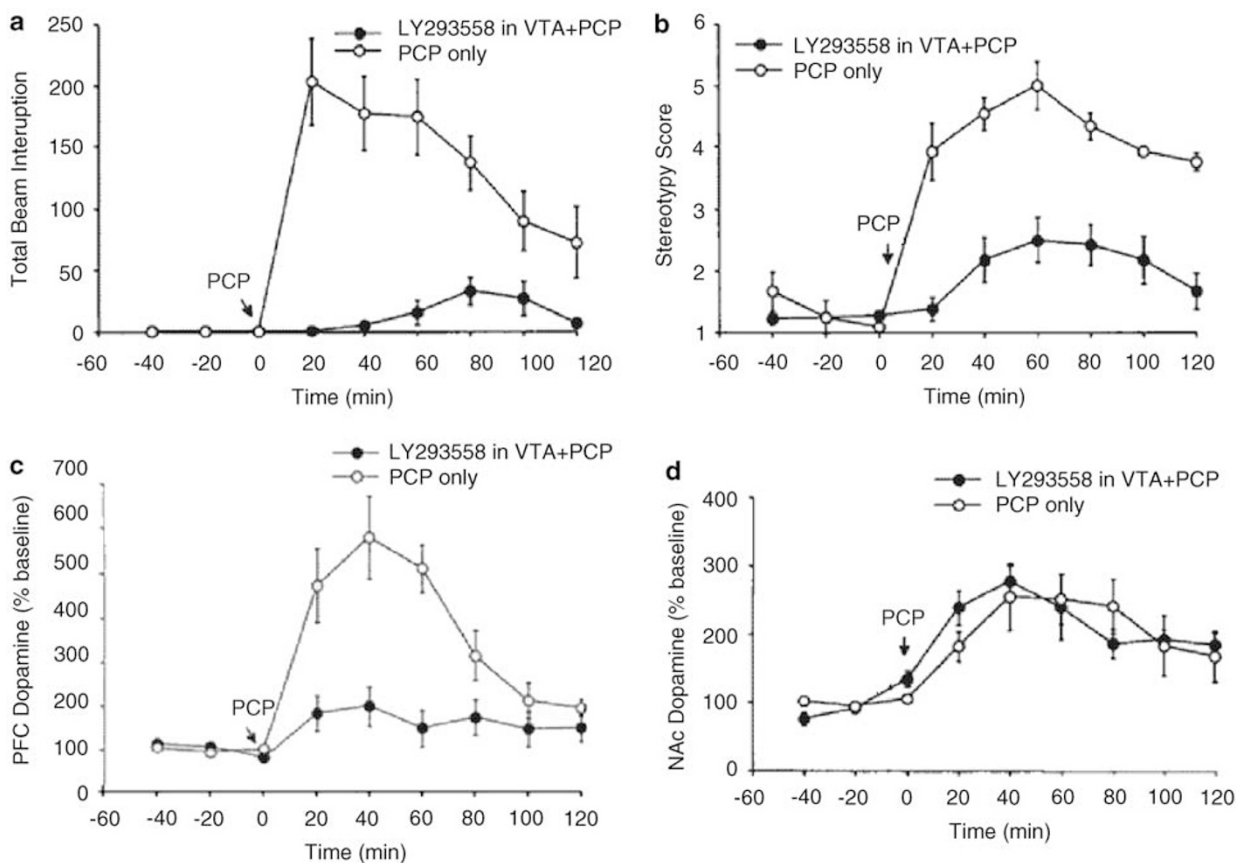 a
LY293558 in VTA+PCP
PCP only
Total Beam Interuption
250
200
150
100
50
0
PCP
-60 -40 -20 0 20 40 60 80 100 120
Time (min)
b
LY293558 in VTA+PCP
PCP only
Stereotypy Score
6
5
4
3
2
1
PCP
-60 -40 -20 0 20 40 60 80 100 120
Time (min)
c
LY293558 in VTA+PCP
PCP only
PFC Dopamine (% baseline)
700
600
500
400
300
200
100
0
PCP
-60 -40 -20 0 20 40 60 80 100 120
Time (min)
d
LY293558 in VTA+PCP
PCP only
NAc Dopamine (% baseline)
400
300
200
100
0
PCP
-60 -40 -20 0 20 40 60 80 100 120
Time (min)